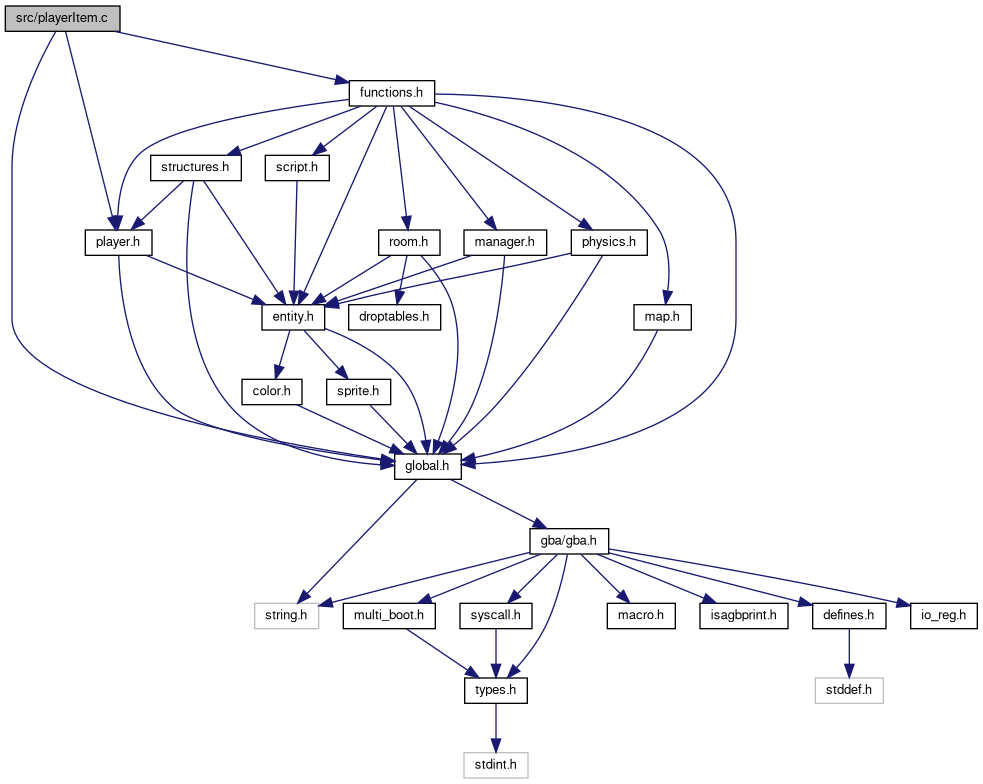 src/playerItem.c
functions.h
structures.h
script.h
player.h
room.h
manager.h
physics.h
entity.h
droptables.h
map.h
color.h
sprite.h
global.h
gba/gba.h
string.h
multi_boot.h
syscall.h
macro.h
isagbprint.h
defines.h
io_reg.h
types.h
stddef.h
stdint.h